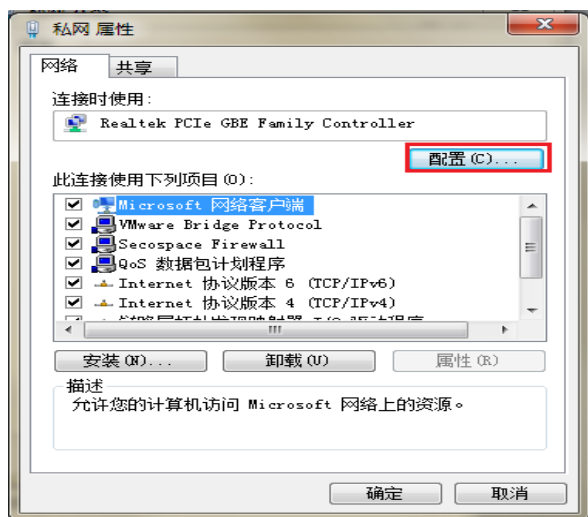 私网 属性
网络
共享
连接时使用:
Realtek PCIe GBE Family Controller
配置(C)...
此连接使用下列项目(O):
Microsoft 网络客户端
VMware Bridge Protocol
Secospace Firewall
QoS 数据包计划程序
Internet 协议版本 6 (TCP/IPv6)
Internet 协议版本 4 (TCP/IPv4)
安装(N)...
卸载(U)
属性(R)
描述
允许您的计算机访问 Microsoft 网络上的资源。
确定
取消